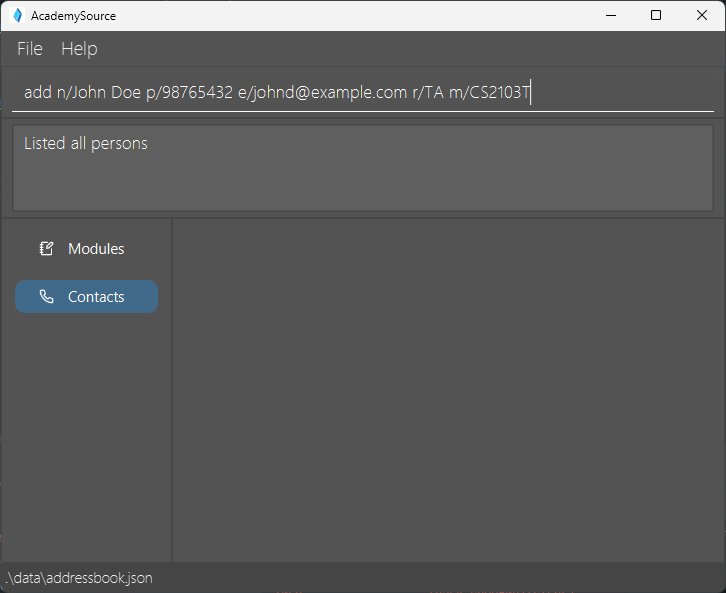 AcademySource
File Help
add n/John Doe p/98765432 e/johnd@example.com r/TA m/CS2103T
Listed all persons
Modules
Contacts
.\data\addressbook.json